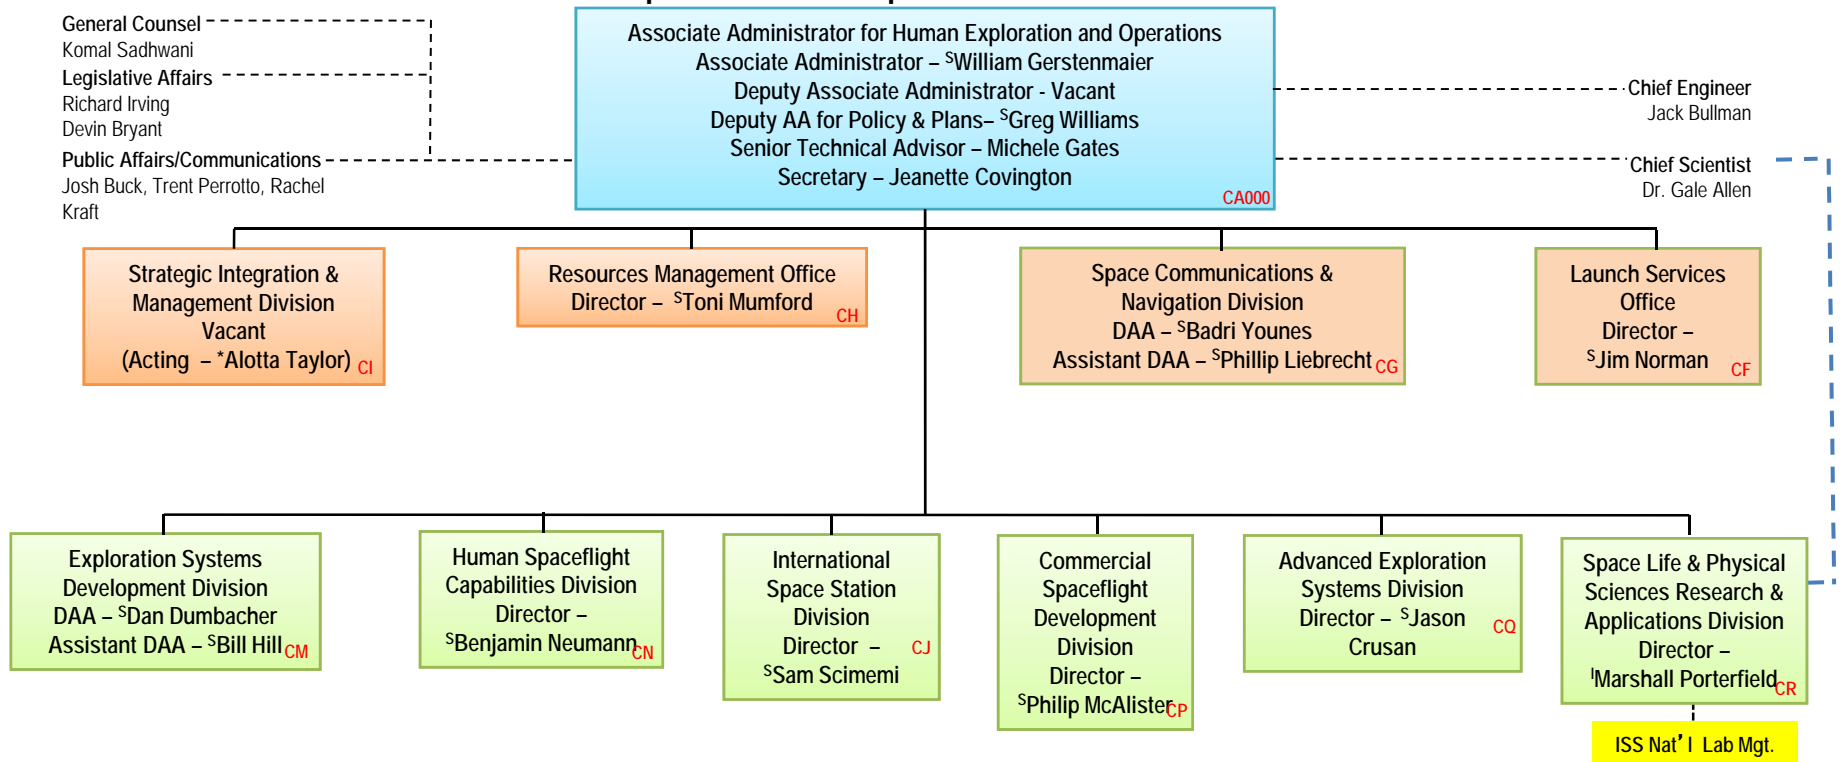 General Counsel
Komal Sadhwani
Legislative Affairs
Richard Irving
Devin Bryant
Public Affairs/Communications
Josh Buck, Trent Perrotto, Rachel
Kraft
Associate Administrator for Human Exploration and Operations
Associate Administrator – SWilliam Gerstenmaier
Deputy Associate Administrator - Vacant
Deputy AA for Policy & Plans– SGreg Williams
Senior Technical Advisor – Michele Gates
Secretary – Jeanette Covington
CA000
Chief Engineer
Jack Bullman
Chief Scientist
Dr. Gale Allen
Strategic Integration &
Management Division
Vacant
(Acting – *Alotta Taylor) CI
Resources Management Office
Director – SToni Mumford
CH
Space Communications &
Navigation Division
DAA – SBadri Younes
Assistant DAA – SPhillip Liebrecht CG
Launch Services
Office
Director –
SJim Norman
CF
Exploration Systems
Development Division
DAA – SDan Dumbacher
Assistant DAA – SBill Hill CM
Human Spaceflight
Capabilities Division
Director –
SBenjamin Neumann CN
International
Space Station
Division
Director – CJ
SSam Scimemi
Commercial
Spaceflight
Development
Division
Director –
SPhilip McAlister CP
Advanced Exploration
Systems Division
Director – SJason CQ
Crusan
Space Life & Physical
Sciences Research &
Applications Division
Director –
IMarshall Porterfield CR
ISS Nat' l Lab Mgt.